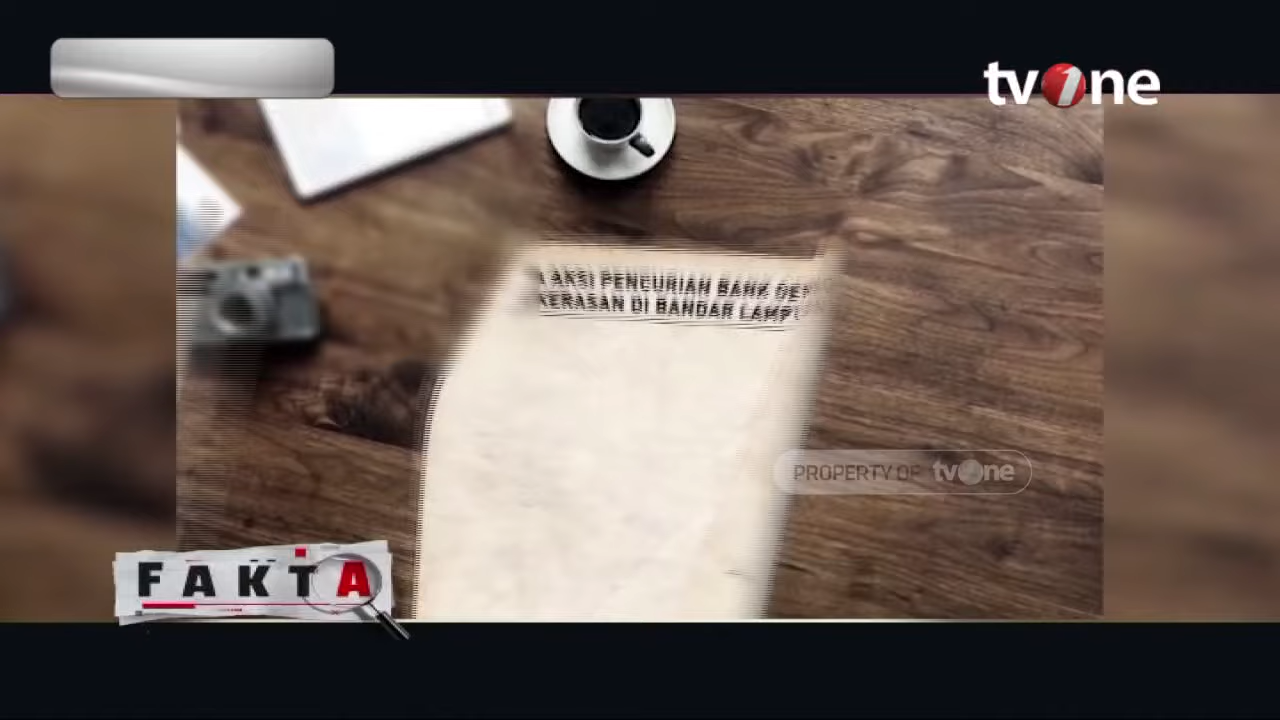 tvOne
AKSI PENCURIAN BANK
KERASAN DI BANDAR
PROPERTY OF tvOne
FAKTA